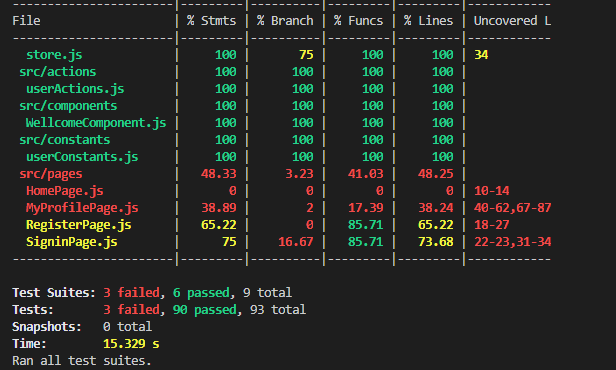 -------------------------|---------|----------|---------|---------|-------------
File | % Stmts | % Branch | % Funcs | % Lines | Uncovered L
-------------------------|---------|----------|---------|---------|-------------
store.js | 100 | 75 | 100 | 100 | 34
src/actions | 100 | 100 | 100 | 100 |
userActions.js | 100 | 100 | 100 | 100 |
src/components | 100 | 100 | 100 | 100 |
WellcomeComponent.js | 100 | 100 | 100 | 100 |
src/constants | 100 | 100 | 100 | 100 |
userConstants.js | 100 | 100 | 100 | 100 |
src/pages | 48.33 | 3.23 | 41.03 | 48.25 |
HomePage.js | 0 | 0 | 0 | 0 | 10-14
MyProfilePage.js | 38.89 | 2 | 17.39 | 38.24 | 40-62,67-87
RegisterPage.js | 65.22 | 0 | 85.71 | 65.22 | 18-27
SigninPage.js | 75 | 16.67 | 85.71 | 73.68 | 22-23,31-34
-------------------------|---------|----------|---------|---------|-------------
Test Suites: 3 failed, 6 passed, 9 total
Tests: 3 failed, 90 passed, 93 total
Snapshots: 0 total
Time: 15.329 s
Ran all test suites.